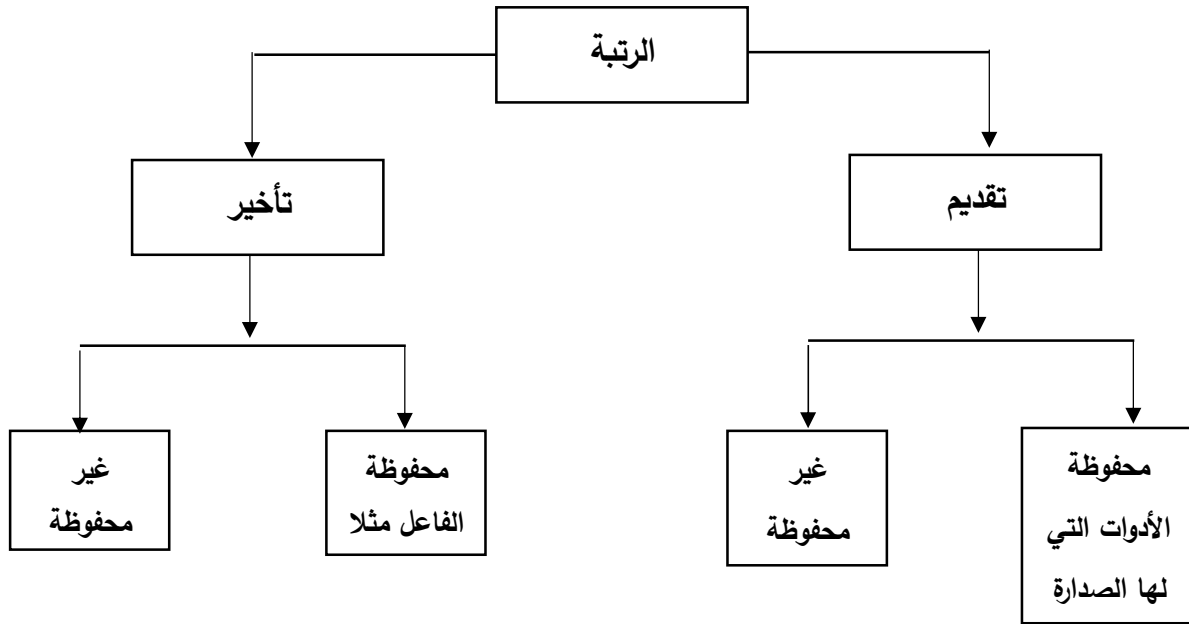 الرتبة
تقديم
تأخير
محفوظة
الأدوات التي
لها الصدارة
غير
محفوظة
محفوظة
الفاعل مثلا
غير
محفوظة